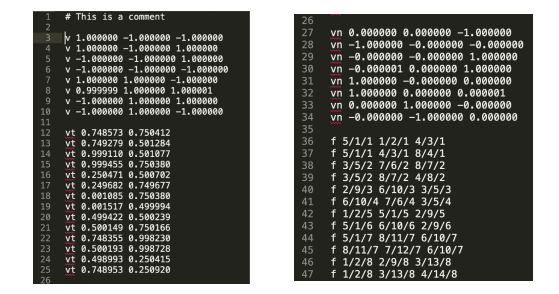 1 # This is a comment
2
3 v 1.000000 -1.000000 -1.000000
4 v 1.000000 -1.000000 1.000000
5 v -1.000000 -1.000000 1.000000
6 v -1.000000 -1.000000 -1.000000
7 v 1.000000 1.000000 -1.000000
8 v 0.999999 1.000000 1.000001
9 v -1.000000 1.000000 1.000000
10 v -1.000000 1.000000 -1.000000
11
12 vt 0.748573 0.750412
13 vt 0.749279 0.501284
14 vt 0.999110 0.501077
15 vt 0.999455 0.750380
16 vt 0.250471 0.500702
17 vt 0.249682 0.749677
18 vt 0.001085 0.750380
19 vt 0.001517 0.499994
20 vt 0.499422 0.500239
21 vt 0.500149 0.750166
22 vt 0.748355 0.998230
23 vt 0.500193 0.998728
24 vt 0.498993 0.250415
25 vt 0.748953 0.250920
26
26
27 vn 0.000000 0.000000 -1.000000
28 vn -1.000000 -0.000000 -0.000000
29 vn -0.000000 -0.000000 1.000000
30 vn -0.000001 0.000000 1.000000
31 vn 1.000000 -0.000000 0.000000
32 vn 1.000000 0.000000 0.000001
33 vn 0.000000 1.000000 -0.000000
34 vn -0.000000 -1.000000 0.000000
35
36 f 5/1/1 1/2/1 4/3/1
37 f 5/1/1 4/3/1 8/4/1
38 f 3/5/2 7/6/2 8/7/2
39 f 3/5/2 8/7/2 4/8/2
40 f 2/9/3 6/10/3 3/5/3
41 f 6/10/4 7/6/4 3/5/4
42 f 1/2/5 5/1/5 2/9/5
43 f 5/1/6 6/10/6 2/9/6
44 f 5/1/7 8/11/7 6/10/7
45 f 8/11/7 7/12/7 6/10/7
46 f 1/2/8 2/9/8 3/13/8
47 f 1/2/8 3/13/8 4/14/8